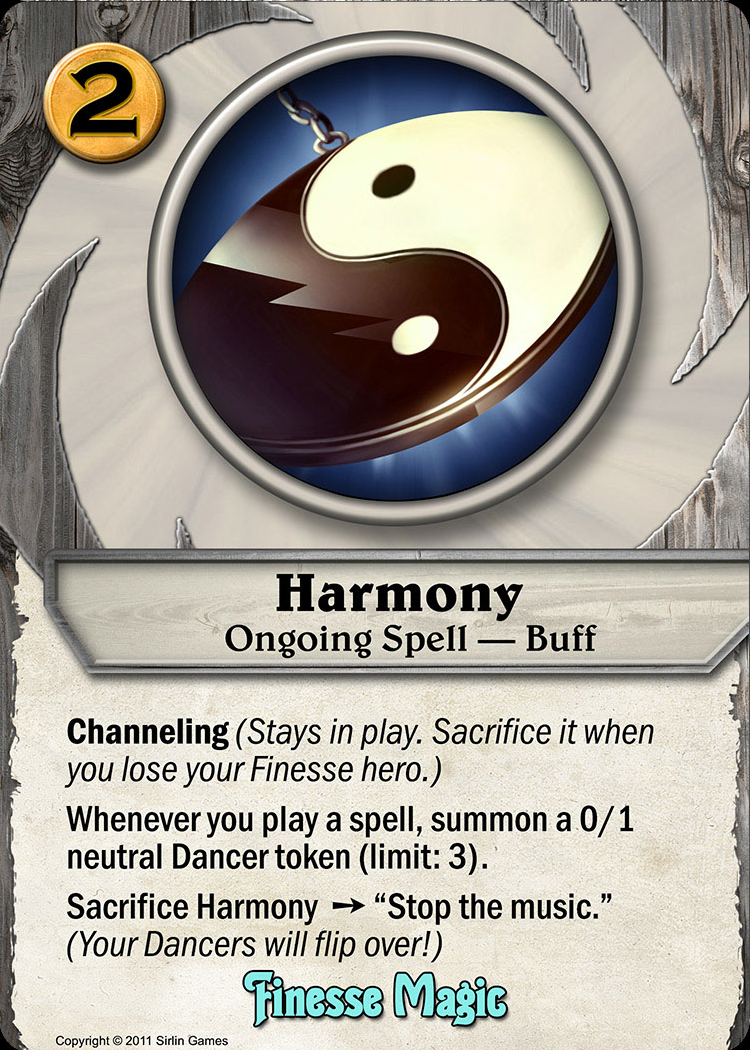 2
Harmony
Ongoing Spell — Buff
Channeling (Stays in play. Sacrifice it when
you lose your Finesse hero.)
Whenever you play a spell, summon a 0/1
neutral Dancer token (limit: 3).
Sacrifice Harmony → “Stop the music.”
(Your Dancers will flip over!)
Finesse Magic
Copyright © 2011 Sirlin Games